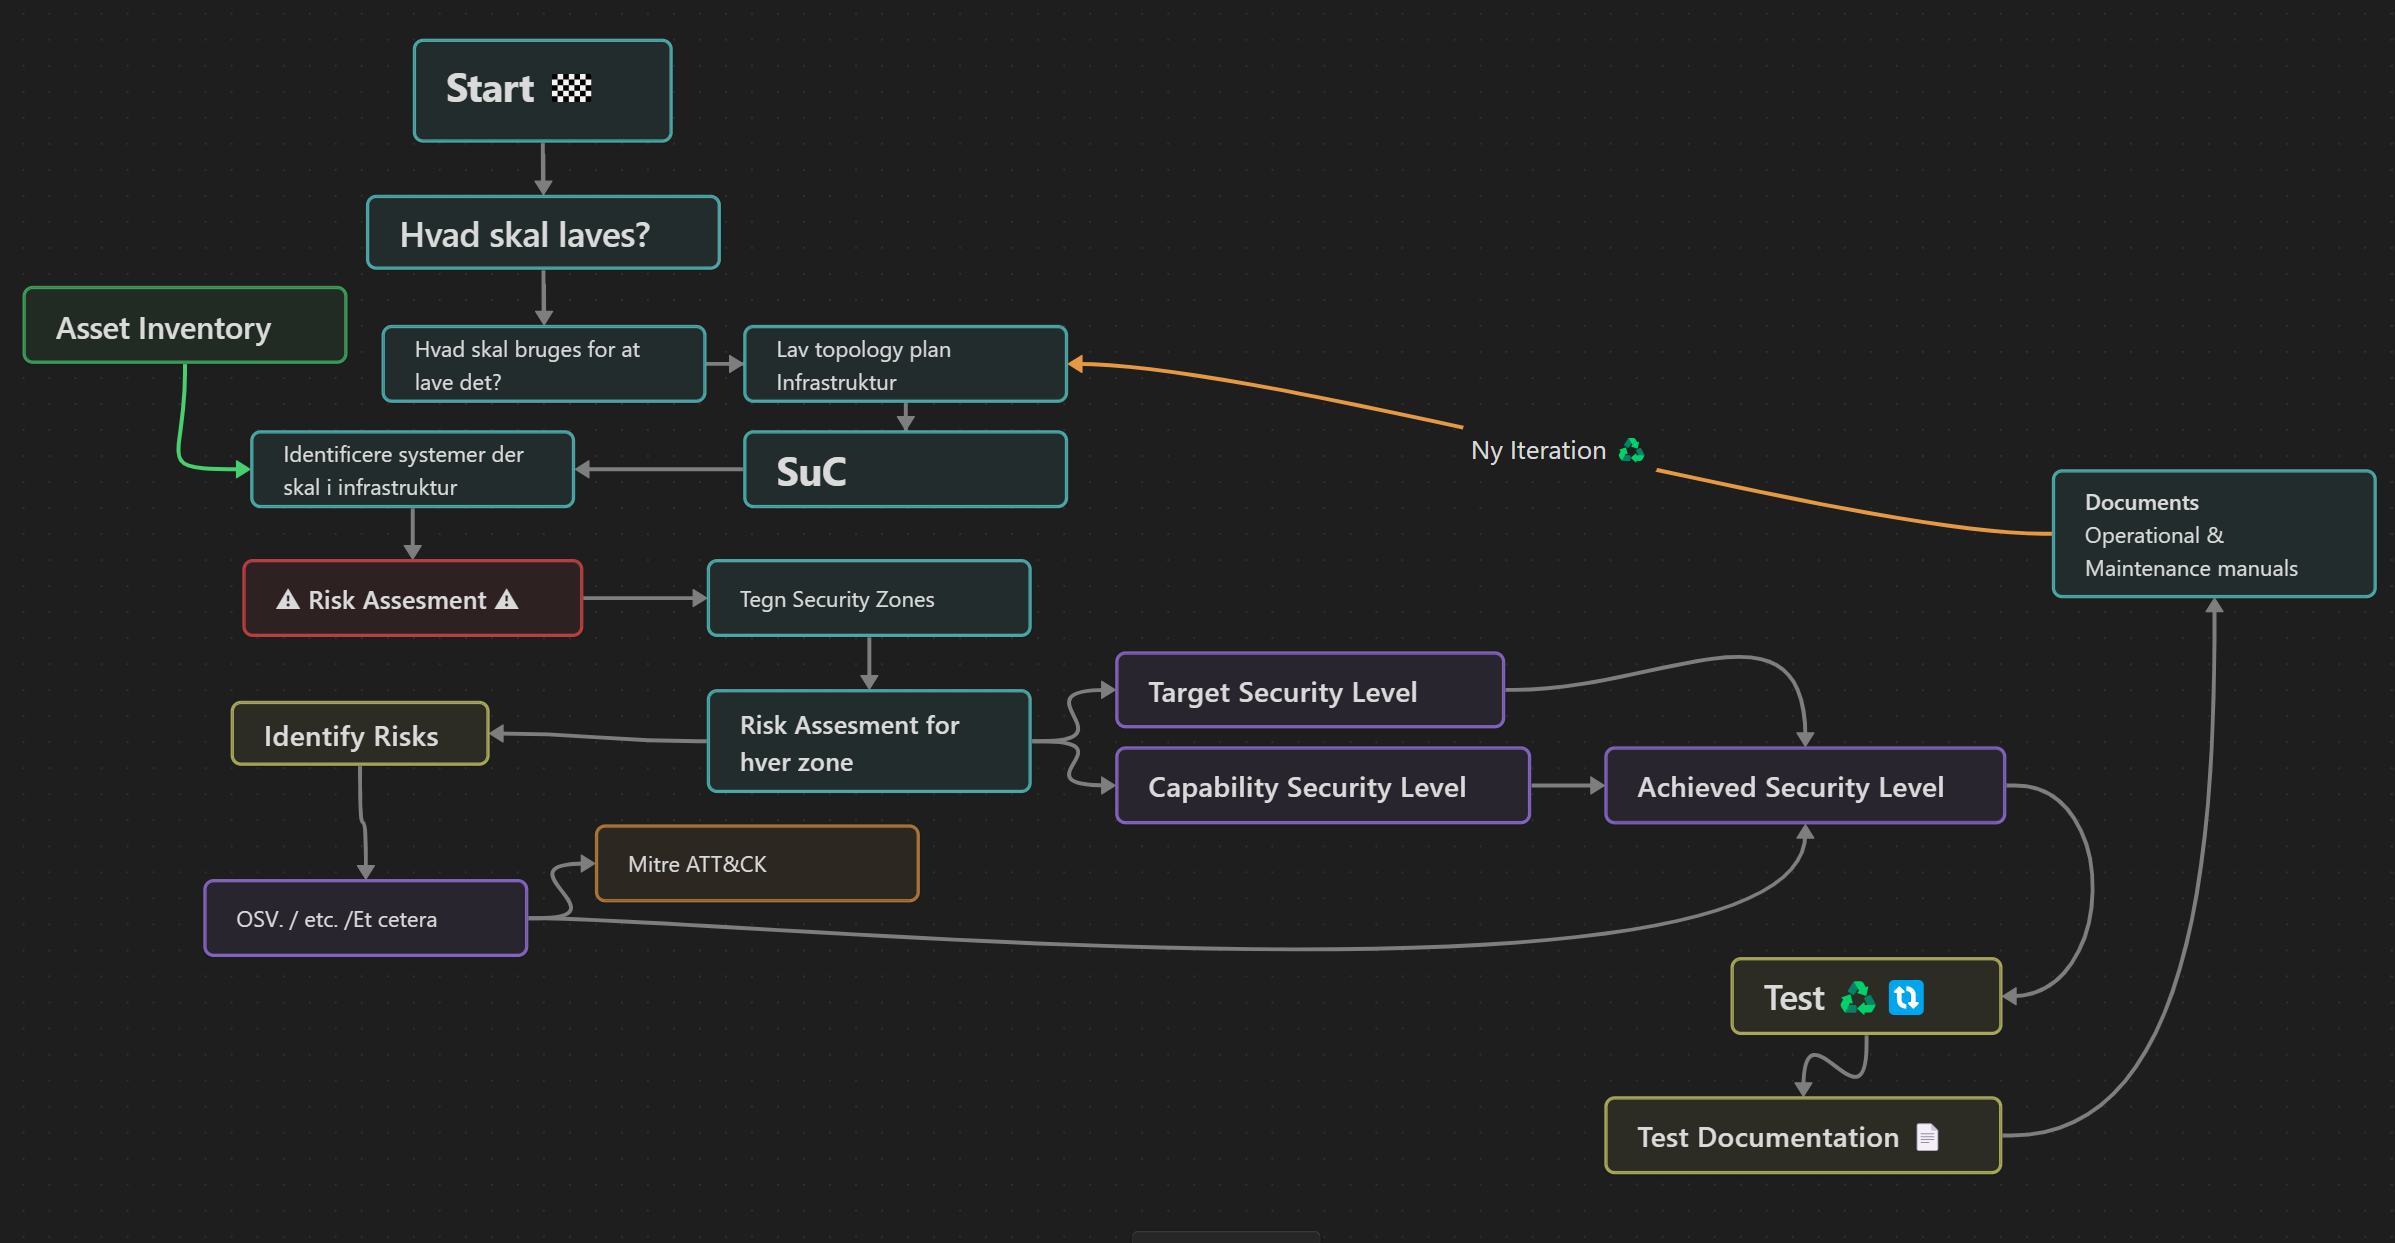 Start
Hvad skal laves?
Asset Inventory
Hvad skal bruges for at
lave det?
Lav topology plan
Infrastruktur
Ny Iteration
Identificere systemer der
skal i infrastruktur
SuC
Documents
Operational &
Maintenance manuals
Risk Assesment
Tegn Security Zones
Target Security Level
Identify Risks
Risk Assesment for
hver zone
Capability Security Level
Achieved Security Level
Mitre ATT&CK
OSV. / etc. /Et cetera
Test
Test Documentation